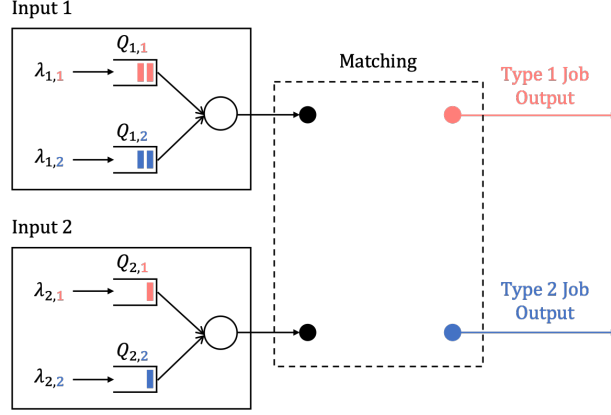 Input 1
Q1,1
λ1,1
Q1,2
λ1,2
Matching
Type 1 Job
Output
Input 2
Q2,1
λ2,1
Q2,2
λ2,2
Type 2 Job
Output